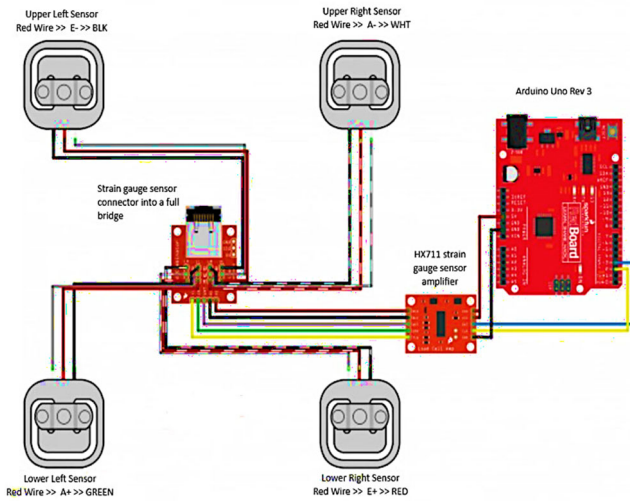 Upper Left Sensor
Red Wire >> E- >> BLK
Upper Right Sensor
Red Wire >> A- >> WHT
Arduino Uno Rev 3
Strain gauge sensor
connector into a full
bridge
HX711 strain
gauge sensor
amplifier
Board
Lower Left Sensor
Red Wire >> A+ >> GREEN
Lower Right Sensor
Red Wire >> E+ >> RED